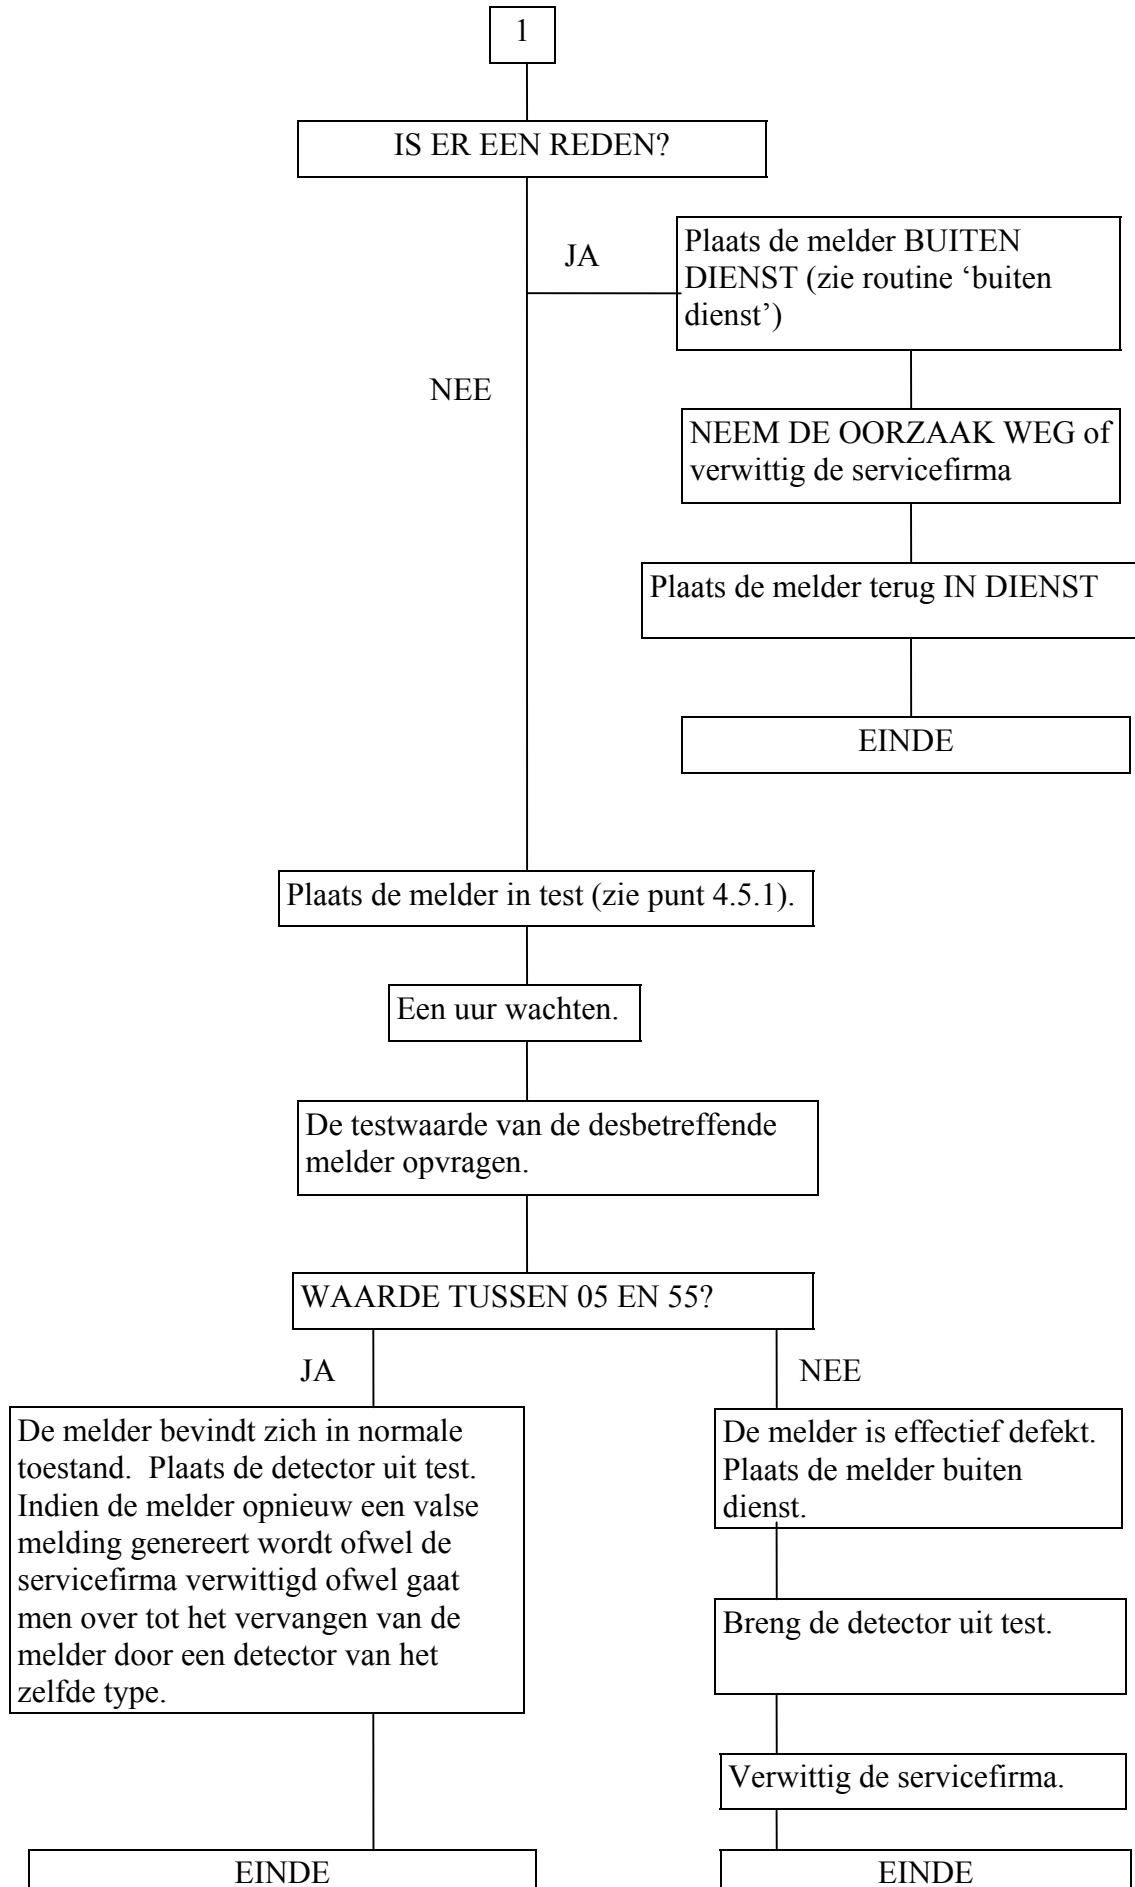 1
IS ER EEN REDEN?
JA
Plaats de melder BUITEN
DIENST (zie routine ‘buiten
dienst’)
NEE
NEEM DE OORZAAK WEG of
verwittig de servicefirma
Plaats de melder terug IN DIENST
EINDE
Plaats de melder in test (zie punt 4.5.1).
Een uur wachten.
De testwaarde van de desbetreffende
melder opvragen.
WAARDE TUSSEN 05 EN 55?
JA
NEE
De melder bevindt zich in normale
toestand.  Plaats de detector uit test.
Indien de melder opnieuw een valse
melding genereert wordt ofwel de
servicefirma verwittigd ofwel gaat
men over tot het vervangen van de
melder door een detector van het
zelfde type.
De melder is effectief defekt.
Plaats de melder buiten
dienst.
Breng de detector uit test.
Verwittig de servicefirma.
EINDE
EINDE